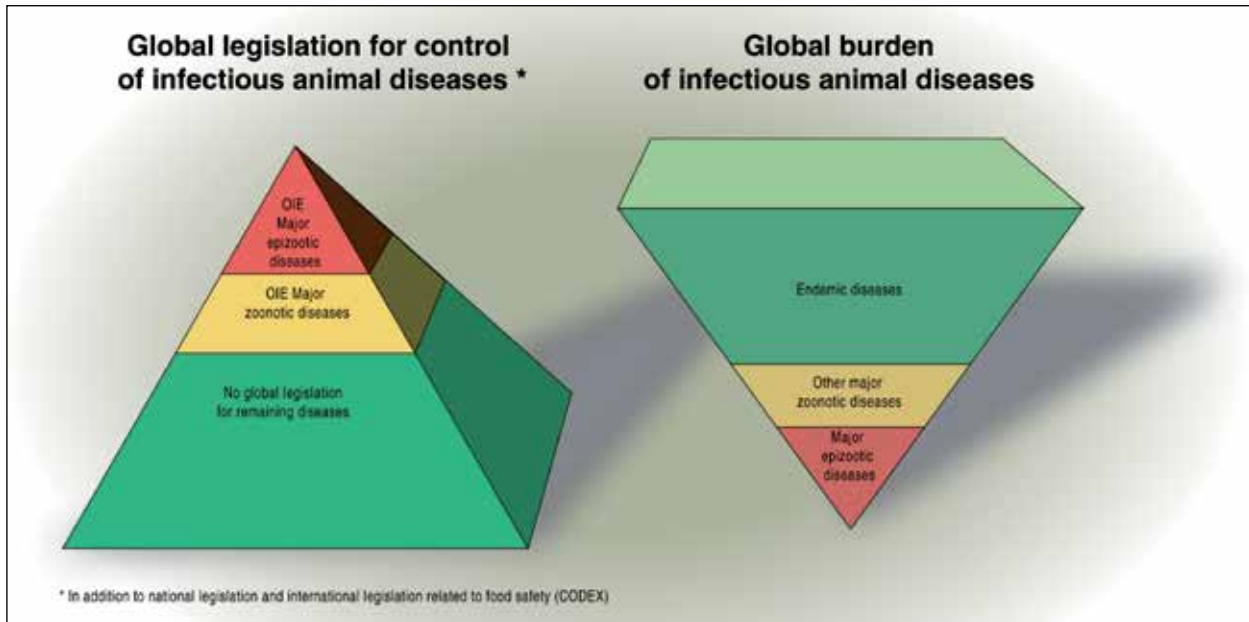 Global legislation for control
of infectious animal diseases *
Global burden
of infectious animal diseases
OIE
Major
epizootic
diseases
OIE Major
zoonotic diseases
No global legislation
for remaining diseases
Endemic diseases
Other major
zoonotic diseases
Major
epizootic
diseases
* In addition to national legislation and international legislation related to food safety (CODEX)